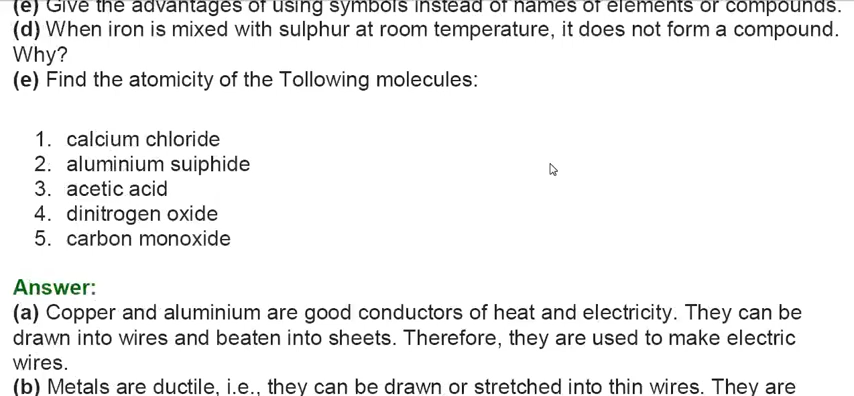 (e) Give the advantages of using symbols instead of names of elements or compounds.
(d) When iron is mixed with sulphur at room temperature, it does not form a compound.
Why?
(e) Find the atomicity of the Tollowing molecules:
1. calcium chloride
2. aluminium suiphide
3. acetic acid
4. dinitrogen oxide
5. carbon monoxide
Answer:
(a) Copper and aluminium are good conductors of heat and electricity. They can be
drawn into wires and beaten into sheets. Therefore, they are used to make electric
wires.
(b) Metals are ductile, i.e., they can be drawn or stretched into thin wires. They are